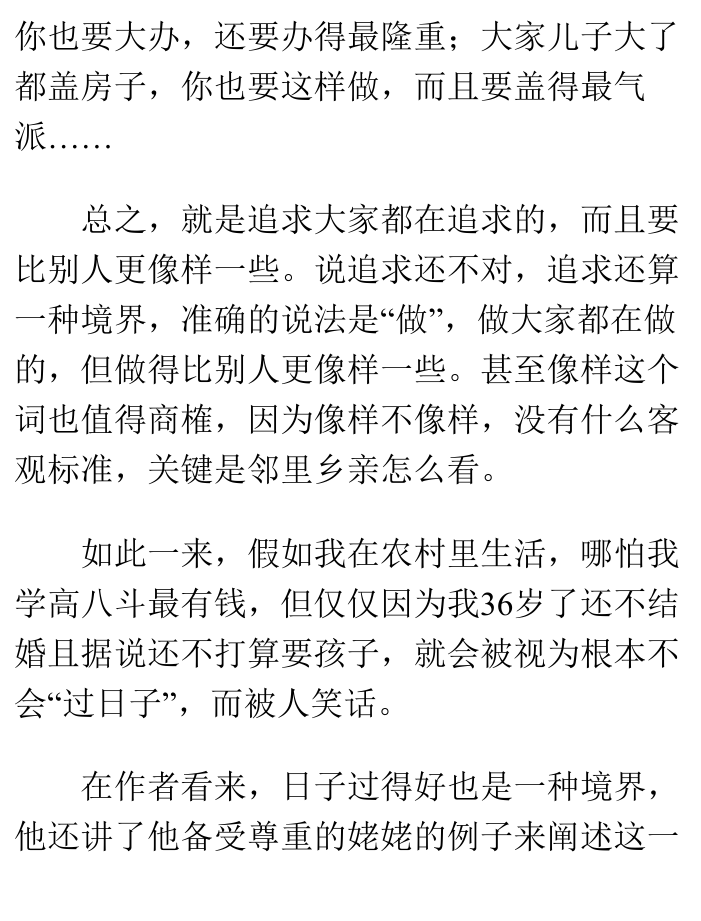 你也要大办，还要办得最隆重；大家儿子大了
都盖房子，你也要这样做，而且要盖得最气
派……
总之，就是追求大家都在追求的，而且要
比别人更像样一些。说追求还不对，追求还算
一种境界，准确的说法是“做”，做大家都在做
的，但做得比别人更像样一些。甚至像样这个
词也值得商榷，因为像样不像样，没有什么客
观标准，关键是邻里乡亲怎么看。
如此一来，假如我在农村里生活，哪怕我
学高八斗最有钱，但仅仅因为我36岁了还不结
婚且据说还不打算要孩子，就会被视为根本不
会“过日子”，而被人笑话。
在作者看来，日子过得好也是一种境界，
他还讲了他备受尊重的姥姥的例子来阐述这一